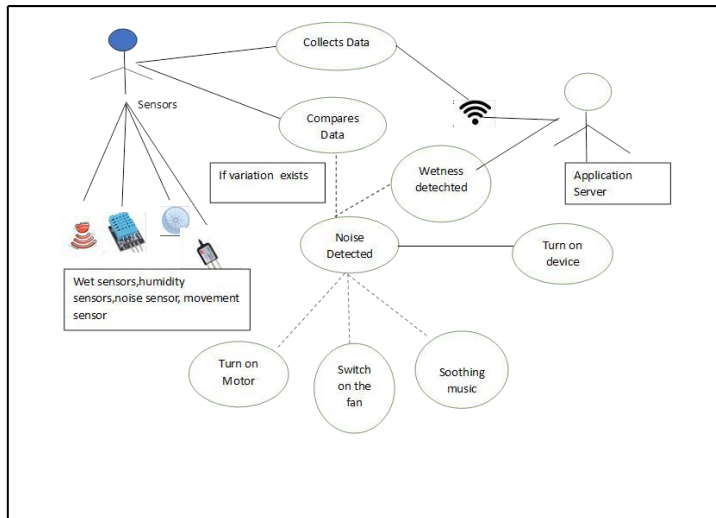 Collects Data
Sensors
Compares
Data
If variation  exists
Wetness
detechted
Application
Server
Noise
Detected
Turn on
device
Wet sensors,humidity
sensors,noise sensor, movement
sensor
Turn on
Motor
Switch
on the
fan
Soothing
music